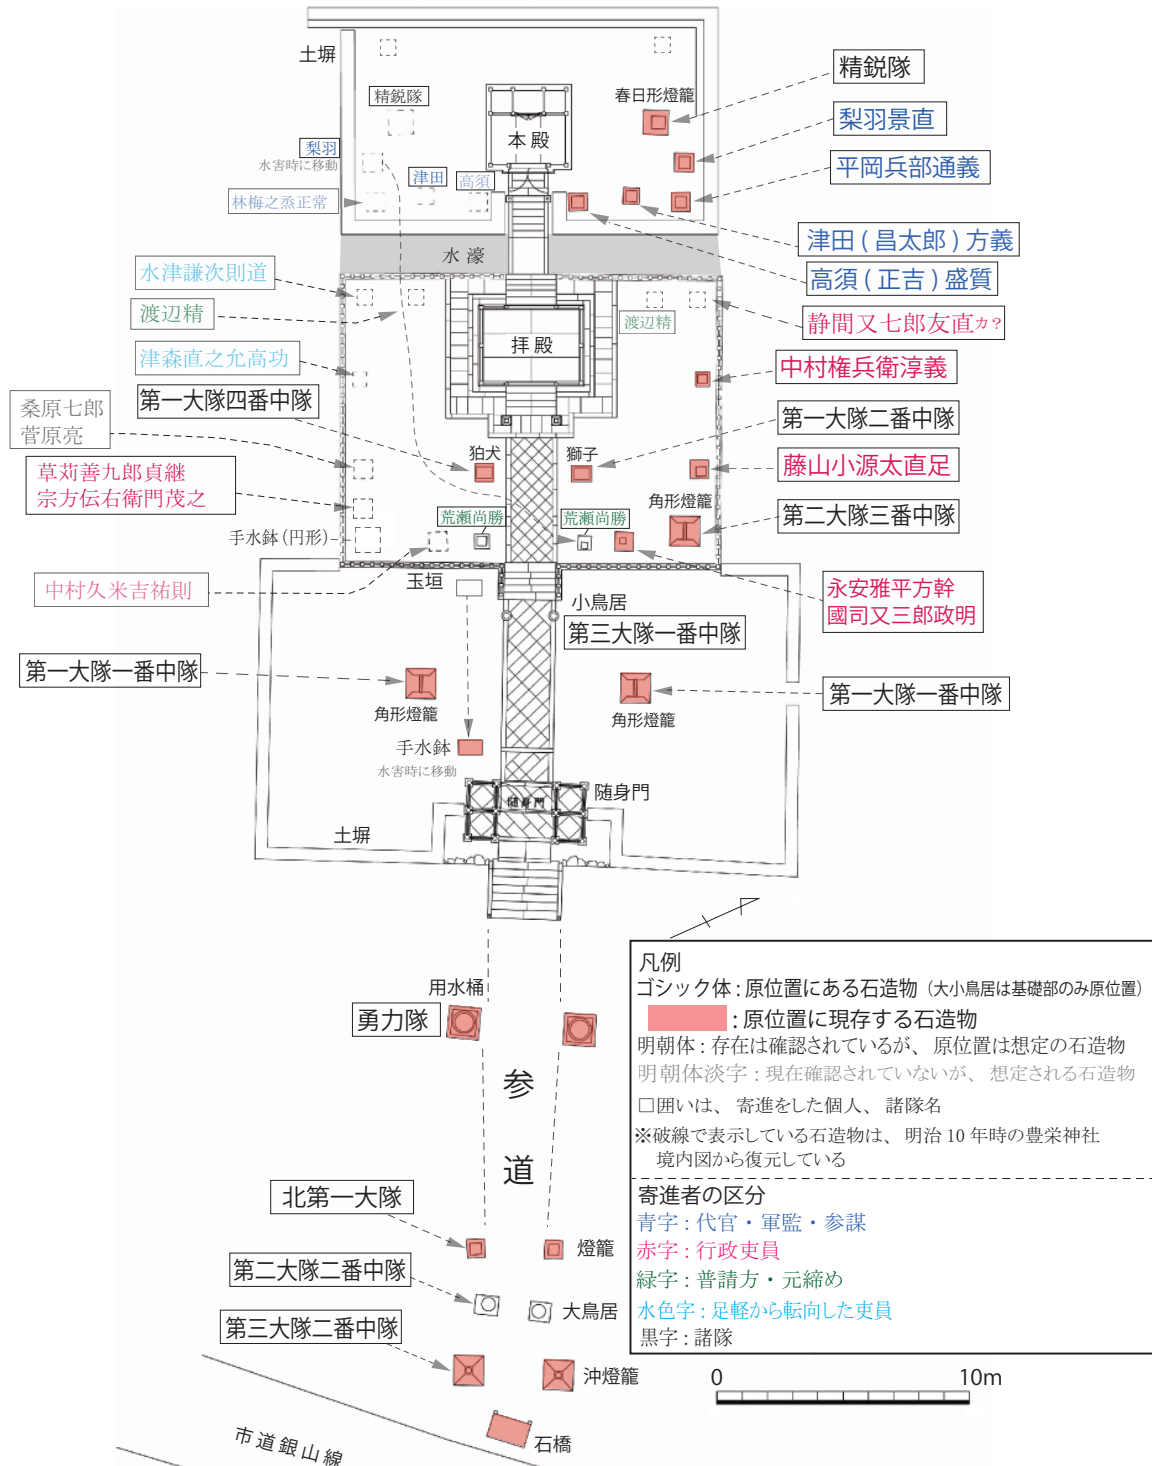 土塀
精鋭隊
春日形燈籠
精鋭隊
本殿
梨羽景直
梨羽
水害時に移動
平岡兵部通義
津田
高須
林梅之烝正常
津田(昌太郎)方義
水濠
高須(正吉)盛質
水津謙次則道
渡辺精
渡辺精
静間又七郎友直カ?
拝殿
津森直之允高功
中村権兵衛淳義
第一大隊四番中隊
第一大隊二番中隊
桑原七郎
菅原亮
狛犬
獅子
藤山小源太直足
草苅善九郎貞継
宗方伝右衛門茂之
角形燈籠
荒瀬尚勝
荒瀬尚勝
第二大隊三番中隊
手水鉢(円形)
中村久米吉祐則
玉垣
小鳥居
永安雅平方幹
國司又三郎政明
第三大隊一番中隊
第一大隊一番中隊
第一大隊一番中隊
角形燈籠
角形燈籠
手水鉢
水害時に移動
随身門
随身門
土塀
凡例
ゴシック体:原位置にある石造物(大小鳥居は基礎部のみ原位置)
:原位置に現存する石造物
明朝体:存在は確認されているが、原位置は想定の石造物
明朝体淡字:現在確認されていないが、想定される石造物
□囲いは、寄進をした個人、諸隊名
※破線で表示している石造物は、明治10年時の豊栄神社
境内図から復元している
寄進者の区分
青字:代官・軍監・参謀
赤字:行政吏員
緑字:普請方・元締め
水色字:足軽から転向した吏員
黒字:諸隊
用水桶
勇力隊
参道
北第一大隊
燈籠
第二大隊二番中隊
大鳥居
第三大隊二番中隊
沖燈籠
0 10m
石橋
市道銀山線